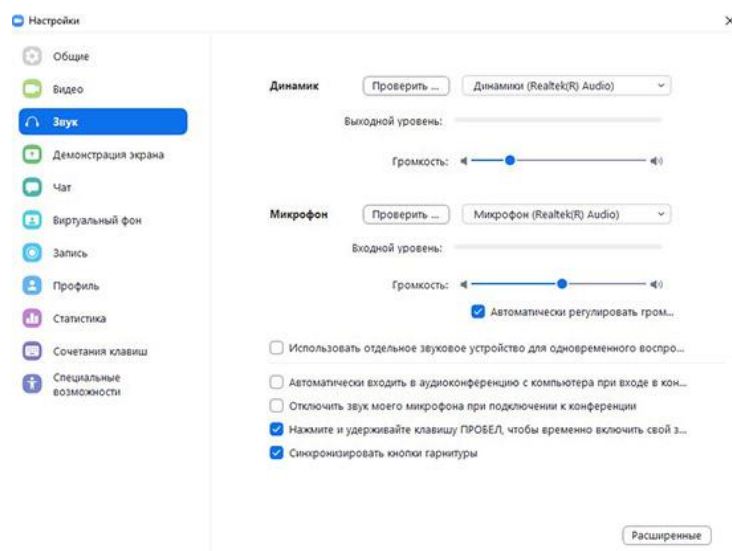 Настройки
Общие
Видео
Звук
Демонстрация экрана
Чат
Виртуальный фон
Запись
Профиль
Статистика
Сочетания клавиш
Специальные
возможности
Динамик Проверить ... Динамики (Realtek(R) Audio)
Выходной уровень:
Громкость:
Микрофон Проверить ... Микрофон (Realtek(R) Audio)
Входной уровень:
Громкость:
Автоматически регулировать гром...
Использовать отдельное звуковое устройство для одновременного воспро...
Автоматически входить в аудиоконференцию с компьютера при входе в кон...
Отключить звук моего микрофона при подключении к конференции
Нажмите и удерживайте клавишу ПРОБЕЛ, чтобы временно включить свой з...
Синхронизировать кнопки гарнитуры
Расширенные